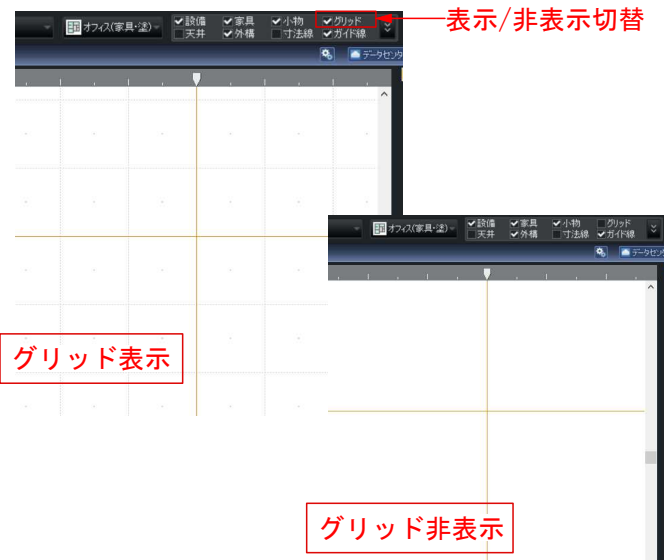 オフィス(家具・塗)
設備
家具
小物
グリッド
天井
外構
寸法線
ガイド線
表示/非表示切替
データセンタ
オフィス(家具・塗)
設備
家具
小物
グリッド
天井
外構
寸法線
ガイド線
データセン
グリッド表示
グリッド非表示